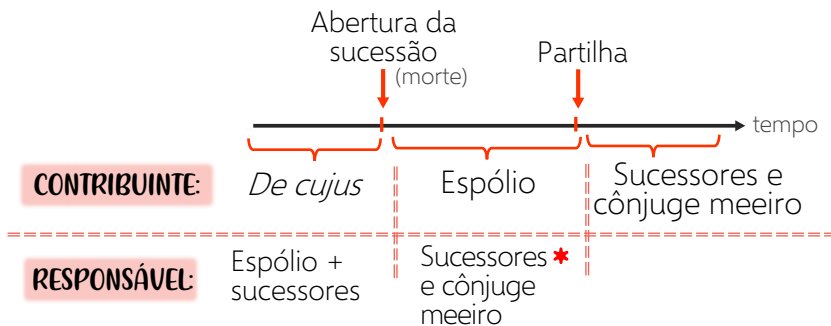 Abertura da
sucessão
(morte)
Partilha
tempo
CONTRIBUINTE:
De cujus
Espólio
Sucessores e
cônjuge meeiro
RESPONSÁVEL:
Espólio +
sucessores
Sucessores *
e cônjuge
meeiro